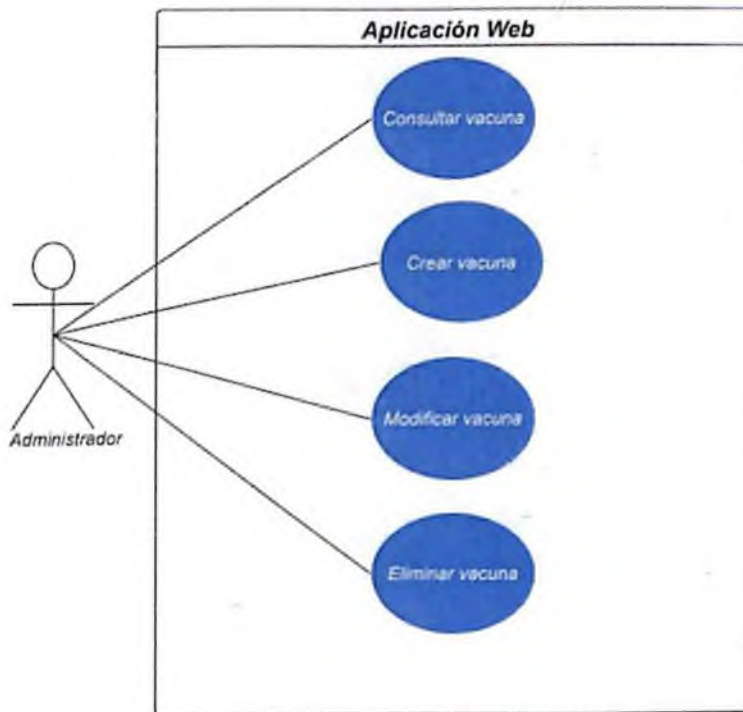 Aplicación Web
Consultar vacuna
Crear vacuna
Modificar vacuna
Eliminar vacuna
Administrador